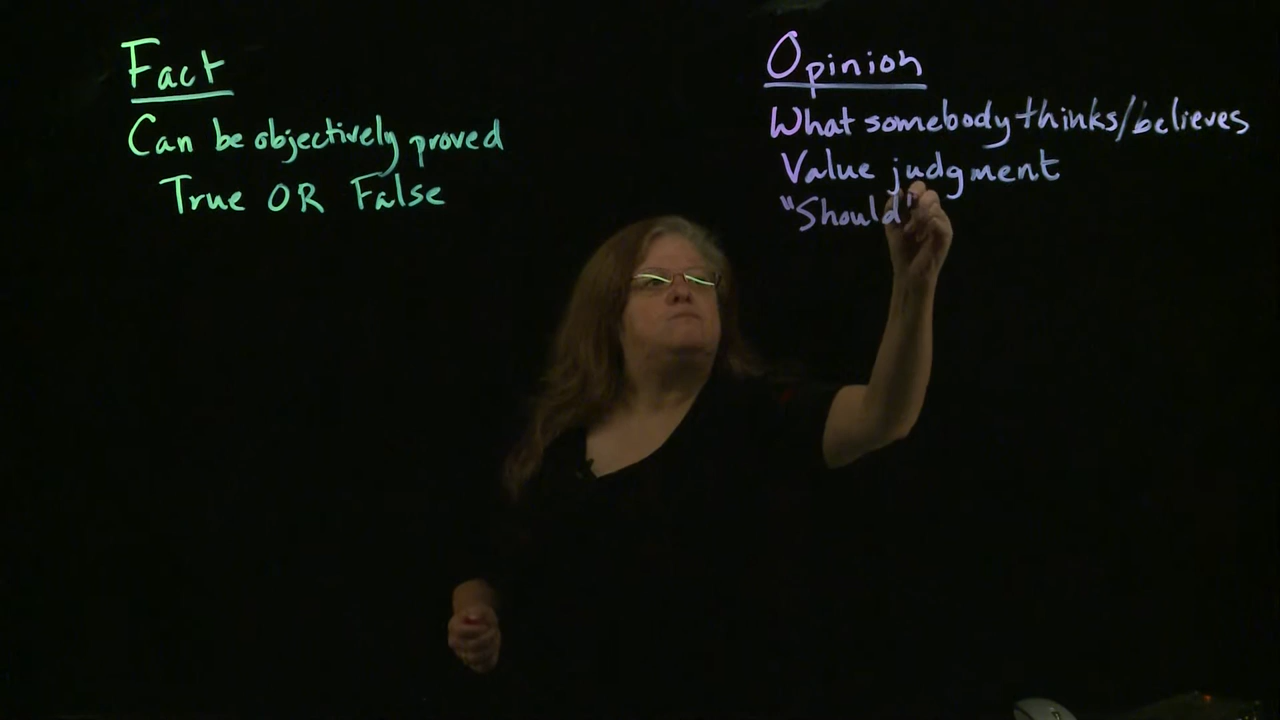 Fact
Can be objectively proved
True OR False
Opinion
What somebody thinks/believes
Value judgment
"Should"